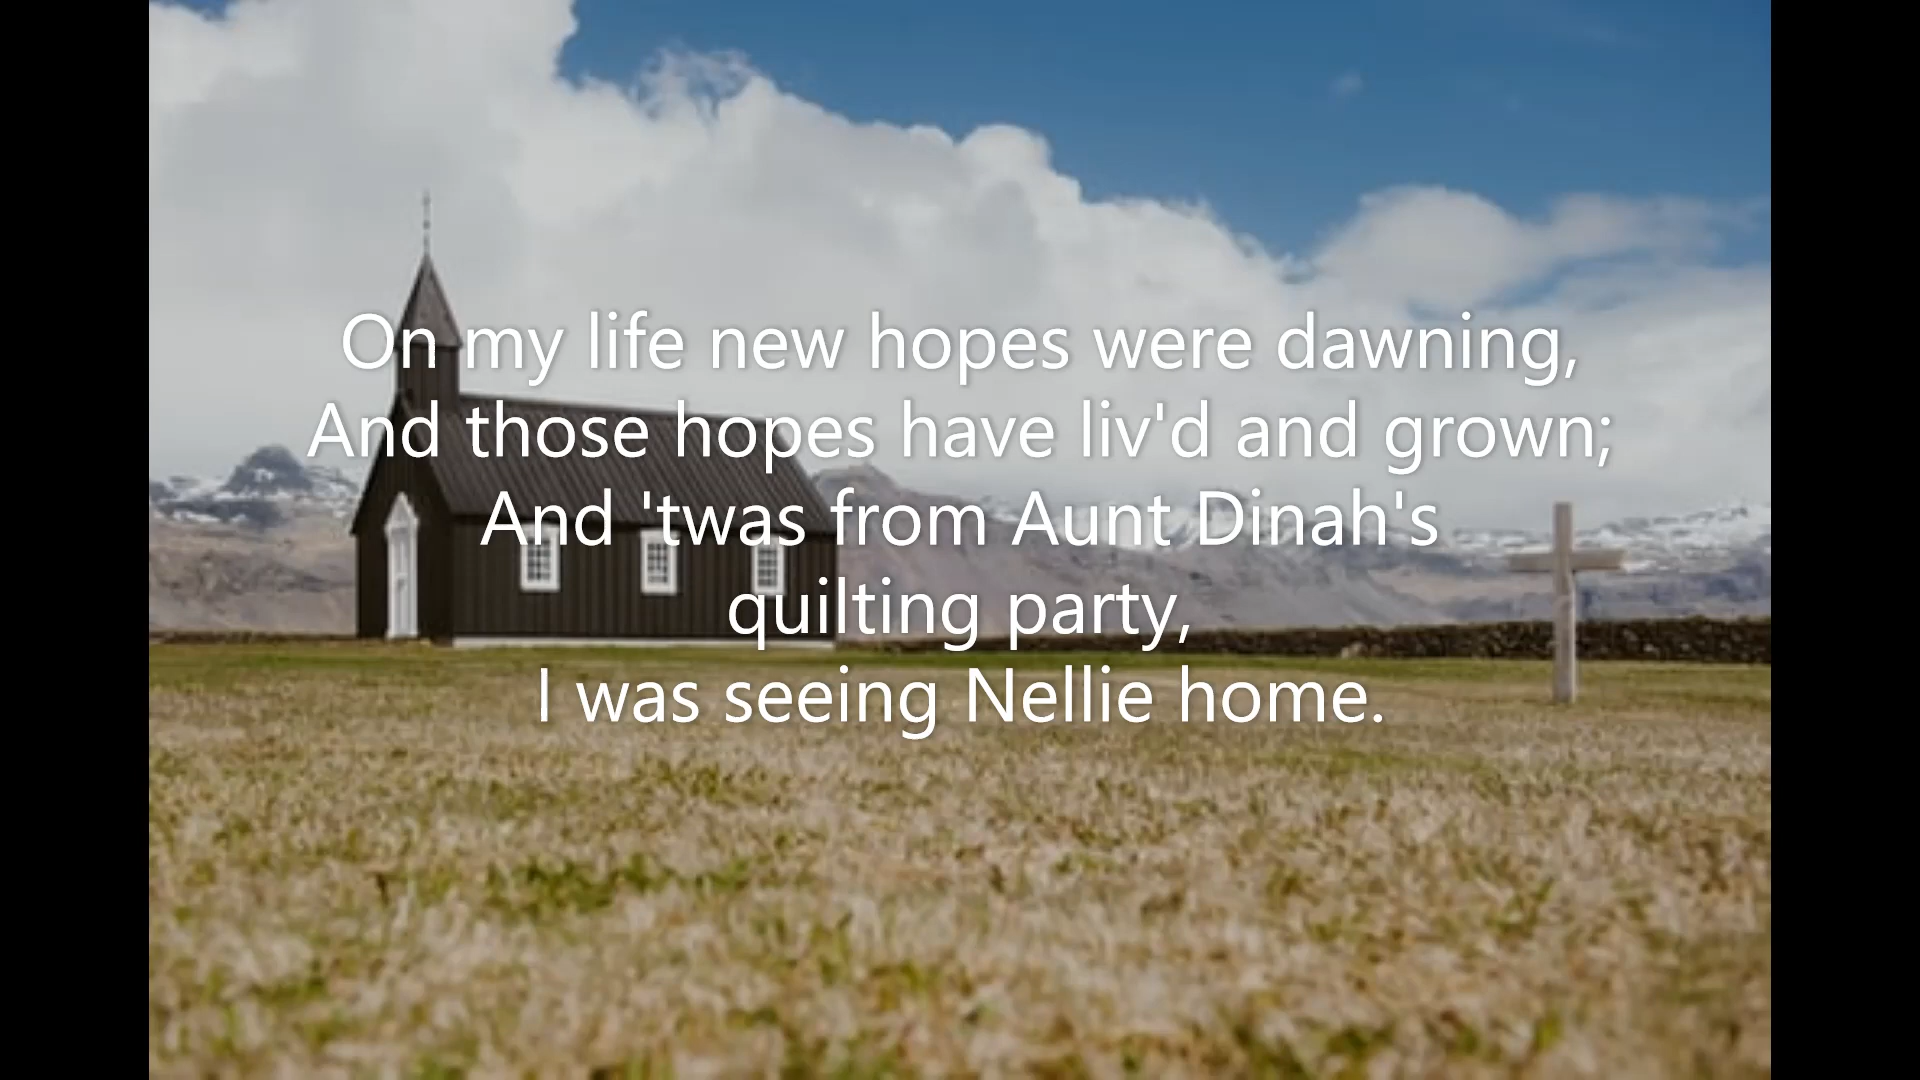 On my life new hopes were dawning,
And those hopes have liv'd and grown;
And 'twas from Aunt Dinah's
quilting party,
I was seeing Nellie home.